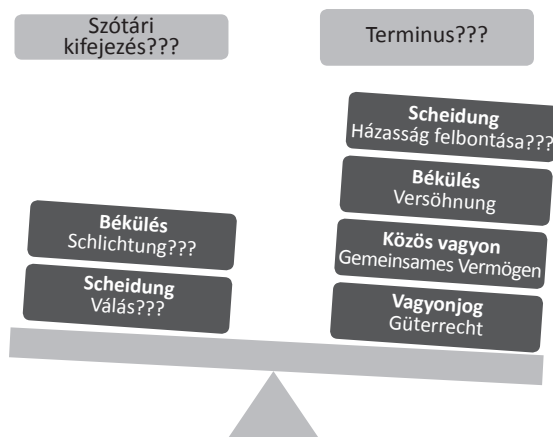 Szótári
kifejezés???
Terminus???
Békülés
Schlichtung???
Scheidung
Válás???
Scheidung
Házasság felbontása???
Békülés
Versöhnung
Közös vagyon
Gemeinsames Vermögen
Vagyonjog
Güterrecht